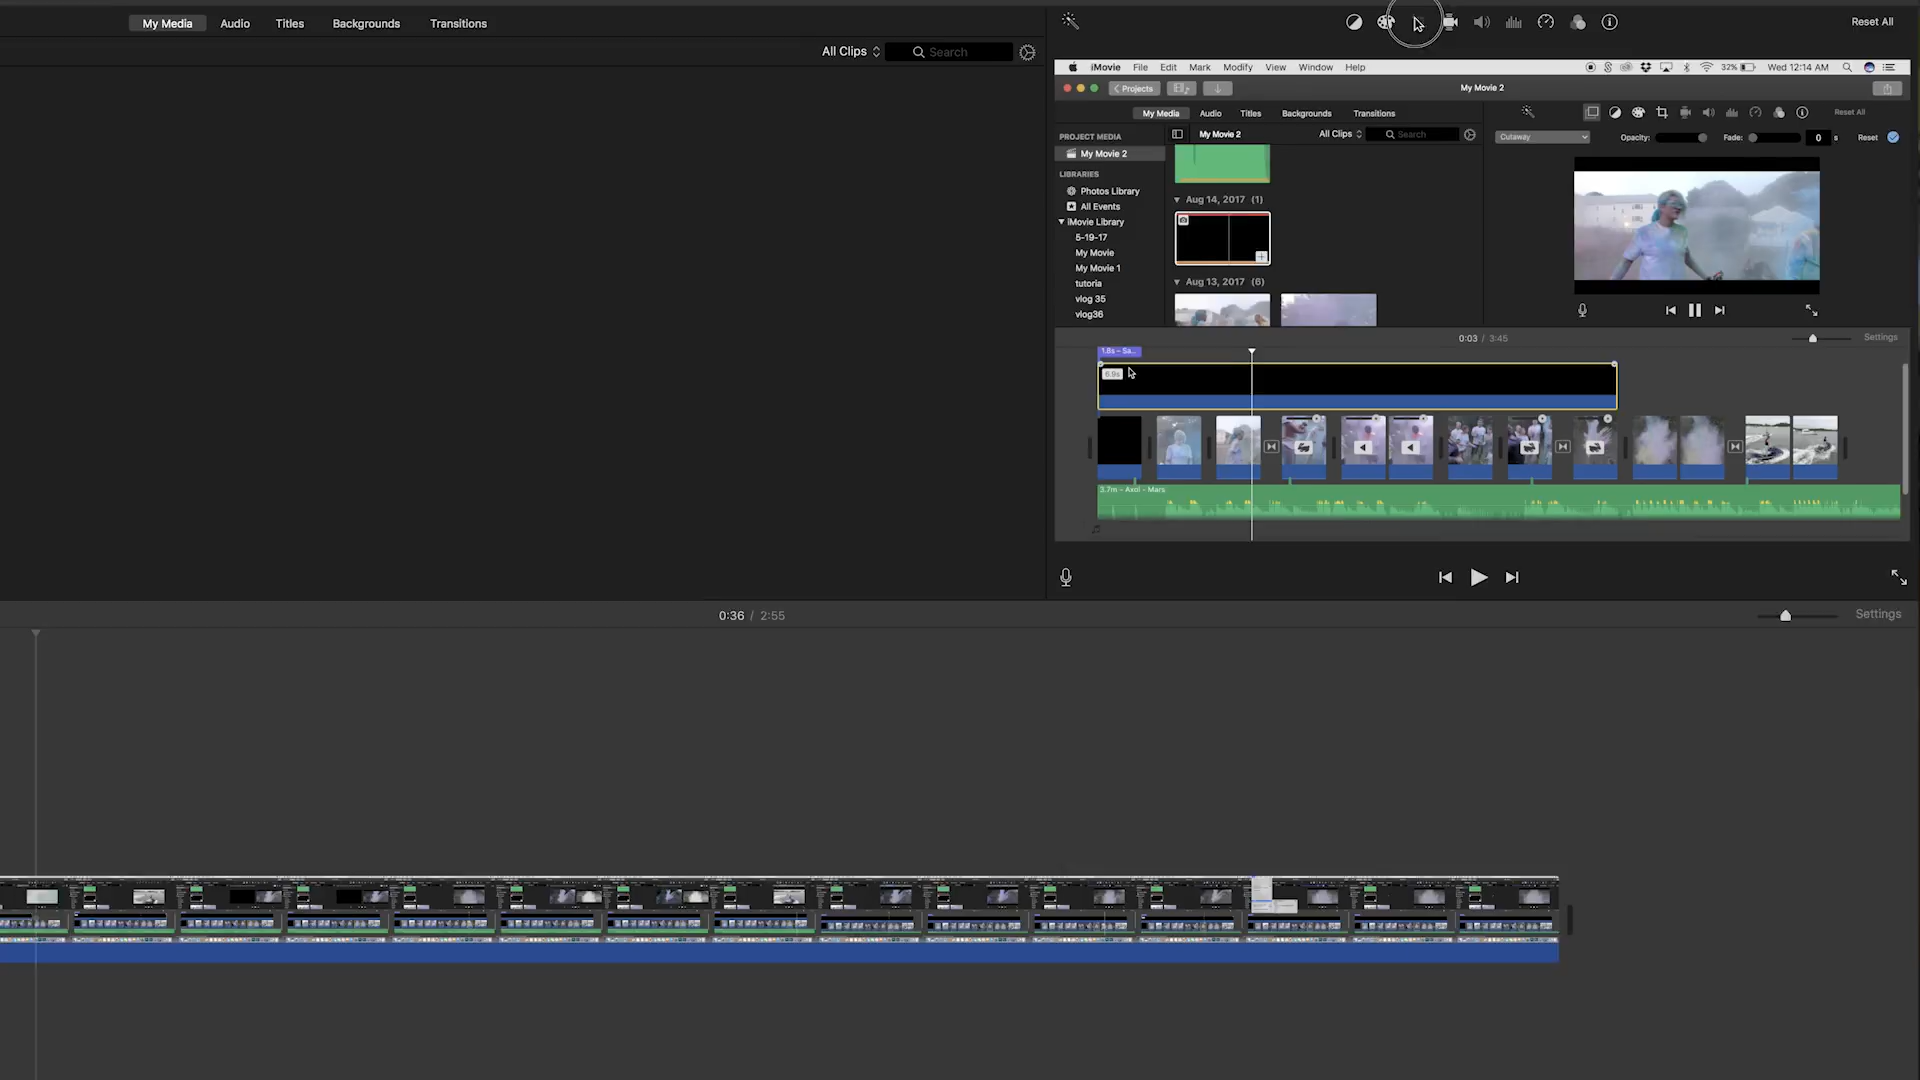 My Media Audio Titles Backgrounds Transitions
Reset All
All Clips Search
iMovie File Edit Mark Modify View Window Help
32% Wed 12:14 AM
Projects
My Movie 2
My Media Audio Titles Backgrounds Transitions
Reset All
PROJECT MEDIA
My Movie 2
All Clips Search
Cutaway
Opacity:
Fade: 0 s
Reset
My Movie 2
LIBRARIES
Photos Library
All Events
iMovie Library
5-19-17
My Movie
My Movie 1
tutoria
vlog 35
vlog36
Aug 14, 2017 (1)
Aug 13, 2017 (6)
0:03 / 3:45
Settings
1.8s – Sa...
6.9s
3.7m – Axol – Mars
0:36 / 2:55
Settings